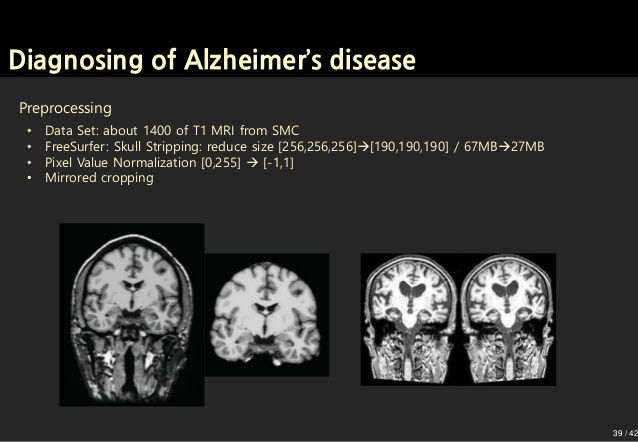 Diagnosing of Alzheimer's disease
Preprocessing
• Data Set: about 1400 of T1 MRI from SMC
• FreeSurfer: Skull Stripping: reduce size [256,256,256]→[190,190,190] / 67MB→27MB
• Pixel Value Normalization [0,255] → [-1,1]
• Mirrored cropping
39 / 42